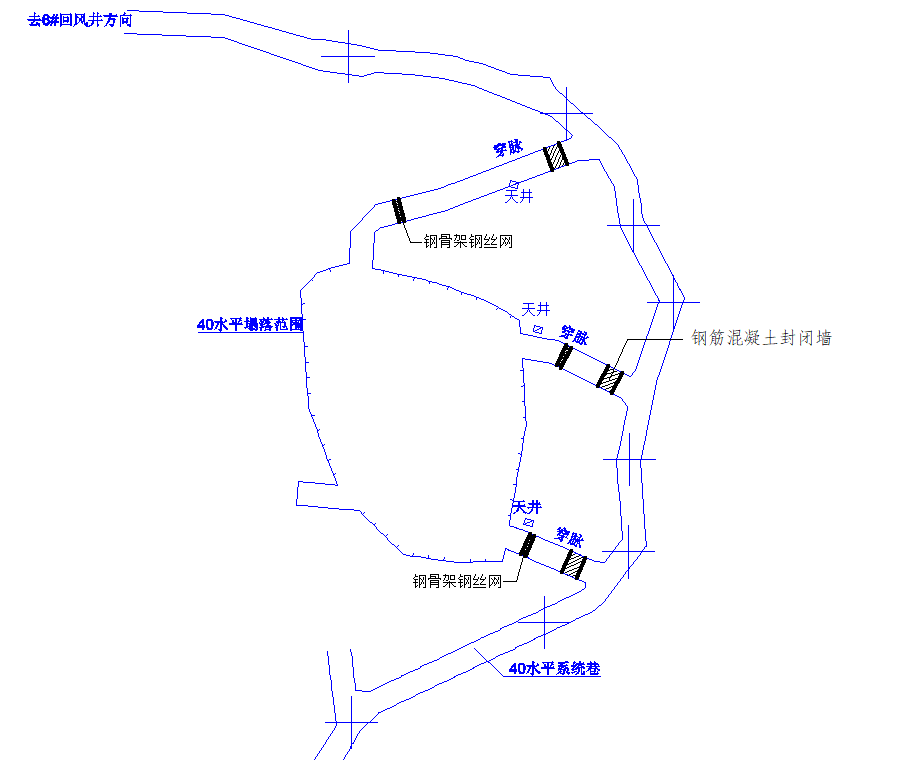 去6#回风井方向
穿脉
天井
钢骨架钢丝网
天井
40水平塌落范围
穿脉
钢筋混凝土封闭墙
天井
穿脉
钢骨架钢丝网
40水平系统巷